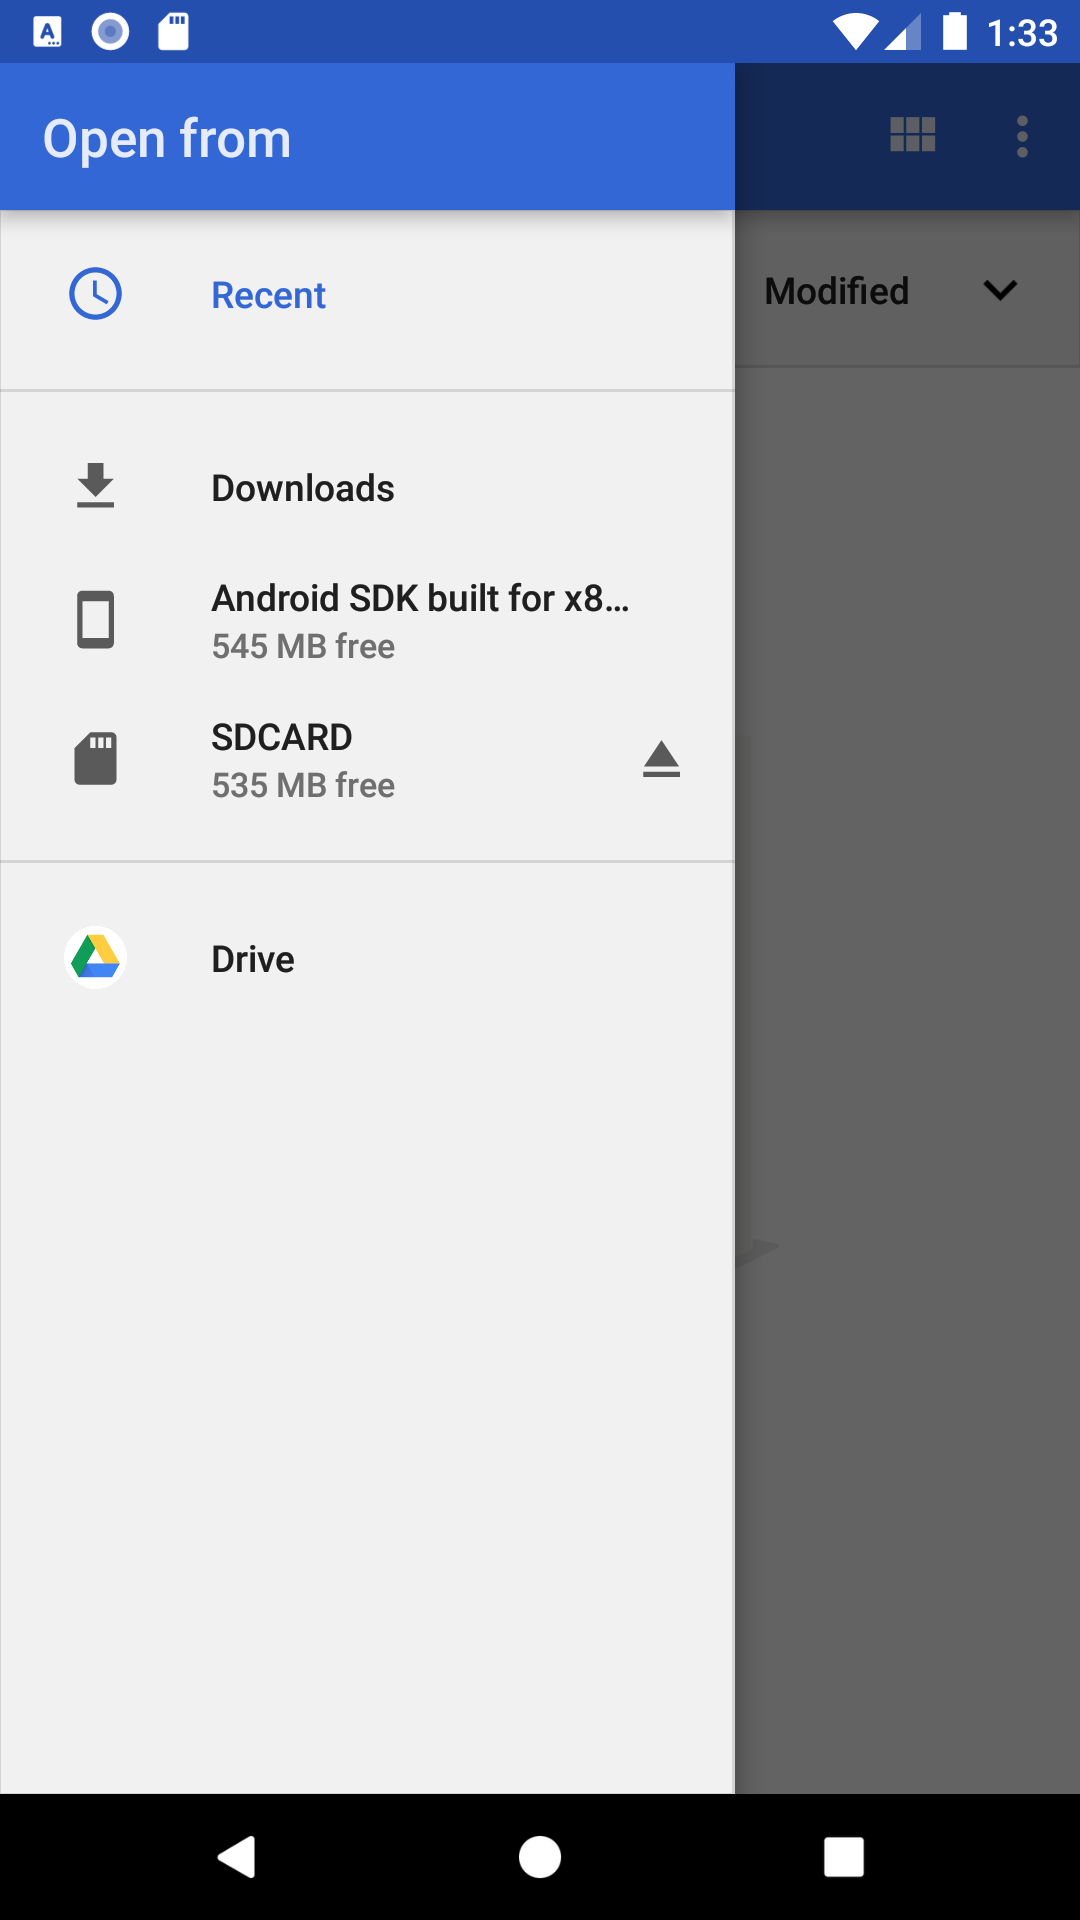 1:33
Open from
Recent
Modified
Downloads
Android SDK built for x8...
545 MB free
SDCARD
535 MB free
Drive